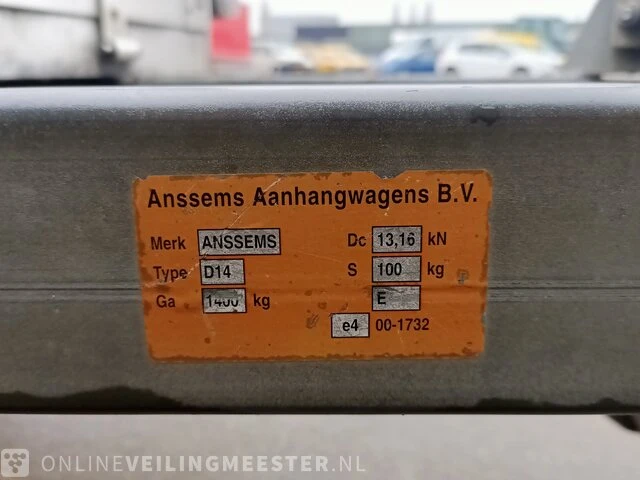 Anssems Aanhangwagens B.V.
Merk ANSSEMS Dc 13,16 kN
Type D14 S 100 kg
Ga 1400 kg E
e4 00-1732
ONLINEVEILINGMEESTER.NL